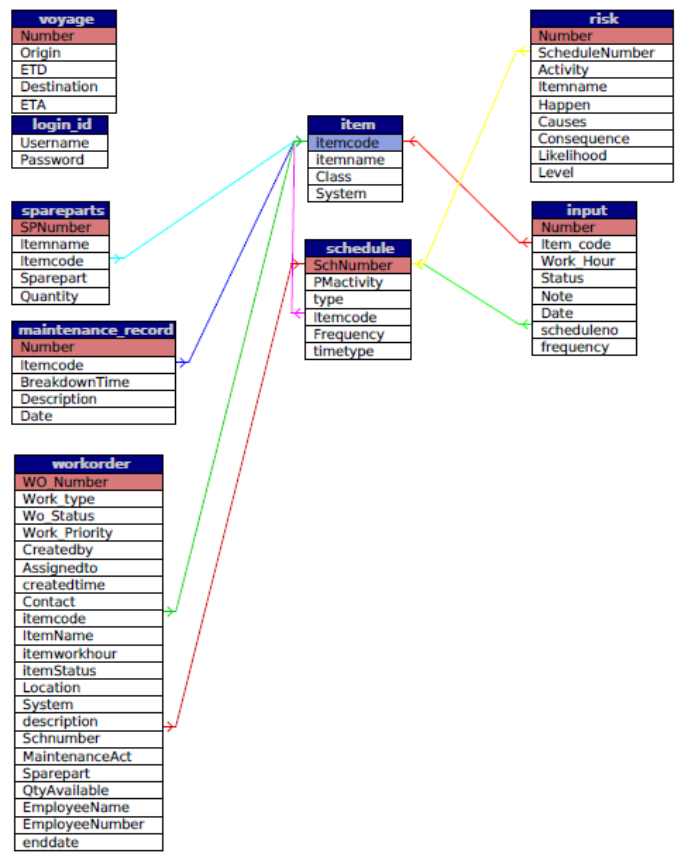 voyage
Number
Origin
ETD
Destination
ETA
login_id
Username
Password
spareparts
SPNumber
Itemname
Itemcode
Sparepart
Quantity
maintenance_record
Number
Itemcode
BreakdownTime
Description
Date
workorder
WO_Number
Work_type
Wo_Status
Work_Priority
Createdby
Assignedto
createdtime
Contact
itemcode
ItemName
itemworkhour
itemStatus
Location
System
description
Schnumber
MaintenanceAct
Sparepart
QtyAvailable
EmployeeName
EmployeeNumber
enddate
item
itemcode
itemname
Class
System
schedule
SchNumber
PMactivity
type
Itemcode
Frequency
timetype
risk
Number
ScheduleNumber
Activity
Itemname
Happen
Causes
Consequence
Likelihood
Level
input
Number
Item_code
Work_Hour
Status
Note
Date
scheduleno
frequency